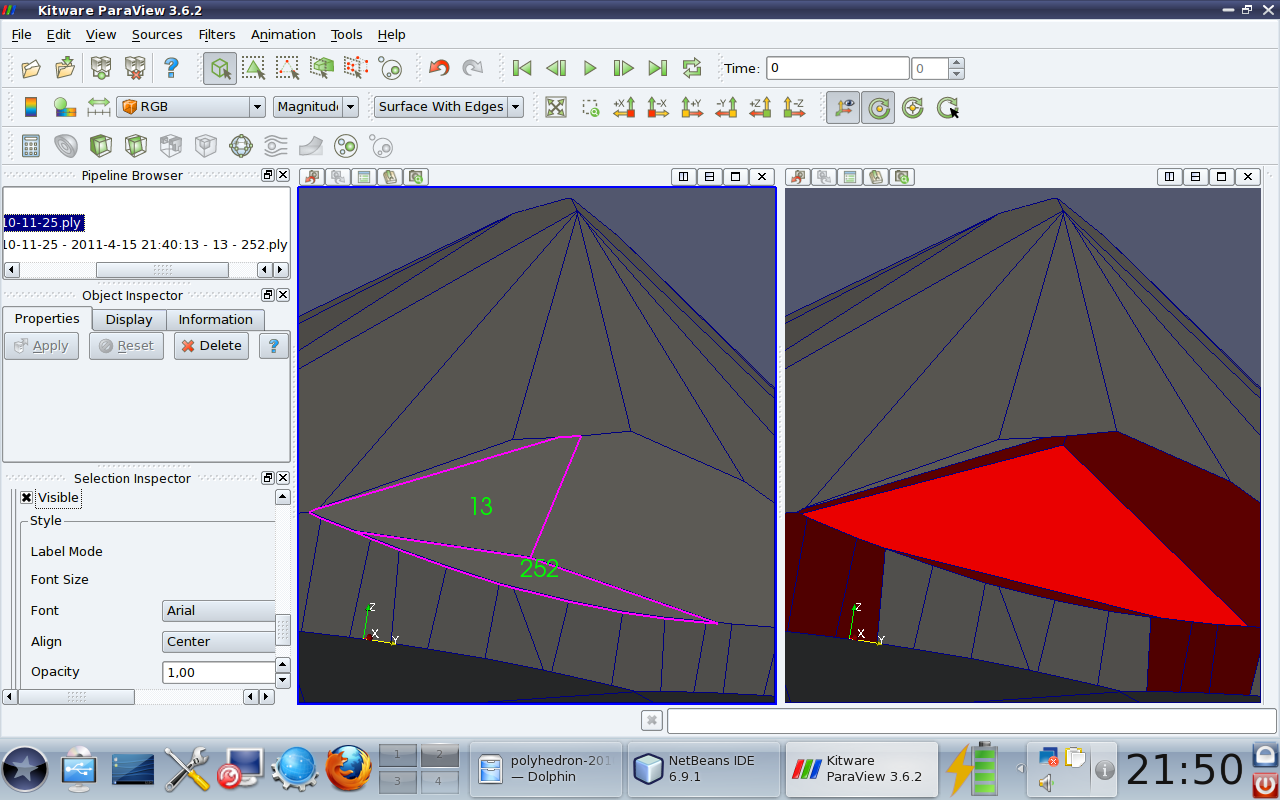 Kitware ParaView 3.6.2
File Edit View Sources Filters Animation Tools Help
Time: 0 0
RGB Magnitud Surface With Edges
+X -X +Y -Y +Z -Z
Pipeline Browser
10-11-25.ply
10-11-25 - 2011-4-15 21:40:13 - 13 - 252.ply
Object Inspector
Properties Display Information
Apply Reset Delete ?
Selection Inspector
Visible
Style
Label Mode
Font Size
Font Arial
Align Center
Opacity 1,00
13
252
Z
X Y
Z
X Y
1 2
3 4
polyhedron-201
— Dolphin
NetBeans IDE
6.9.1
Kitware
ParaView 3.6.2
21:50